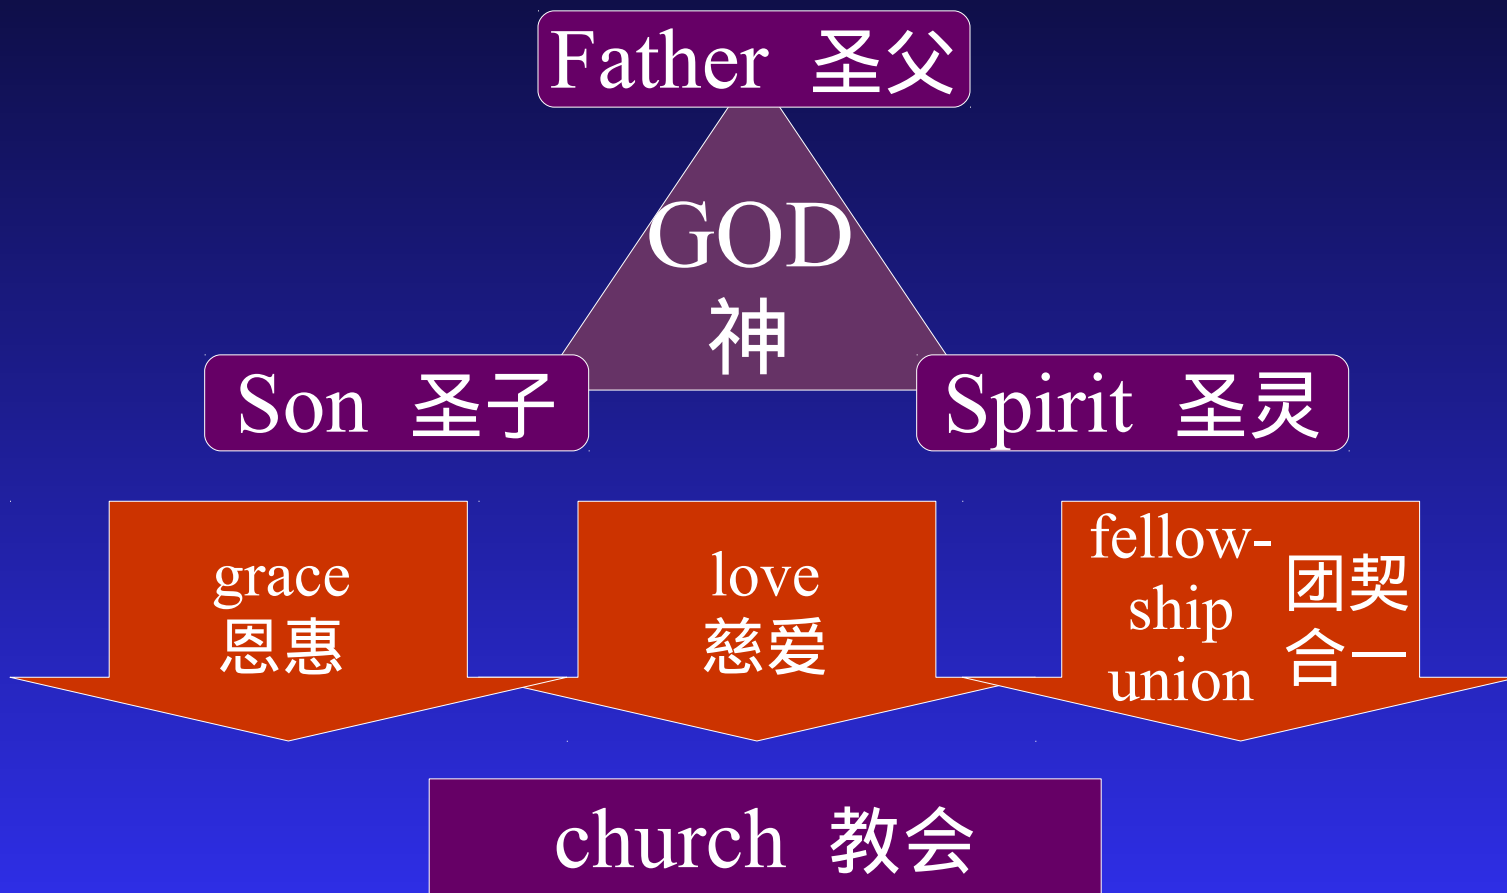 Father 圣父
GOD
神
Son 圣子
Spirit 圣灵
grace
恩惠
love
慈爱
fellow-
ship
union
团契
合一
church 教会